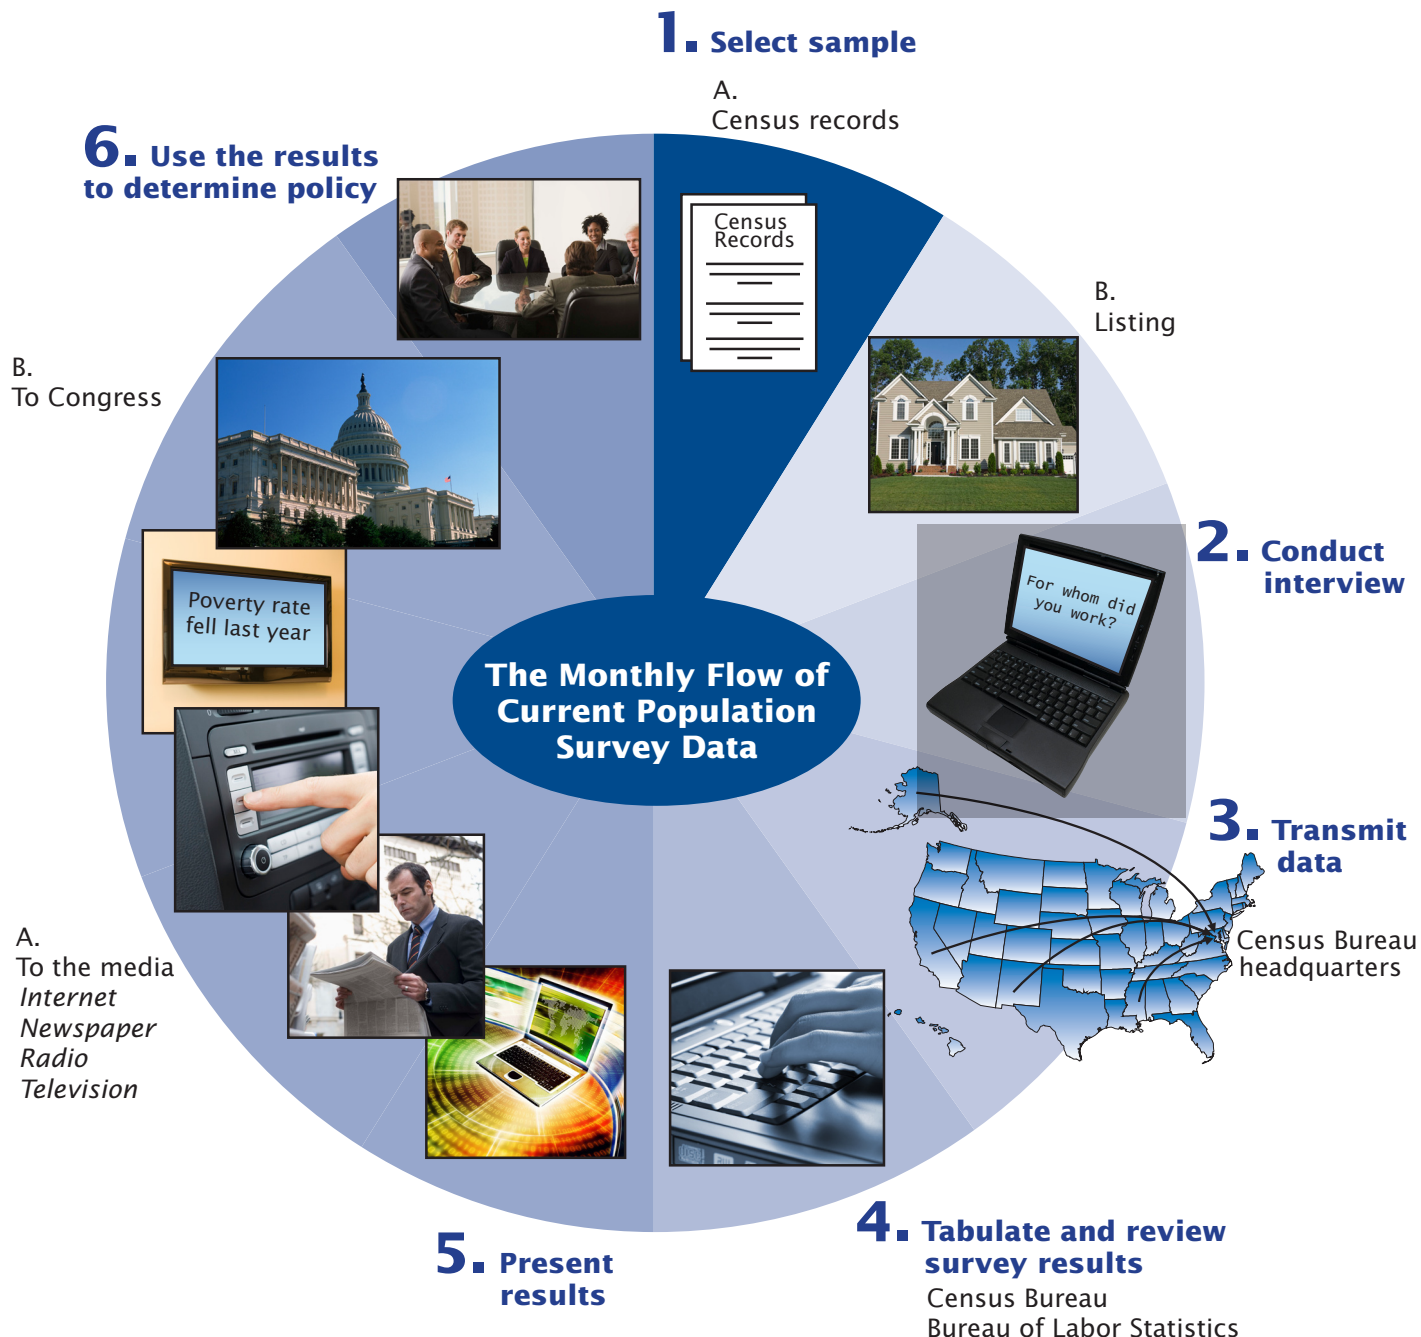 1. Select sample
A.
Census records
Census
Records
B.
Listing
2. Conduct
interview
For whom did
you work?
3. Transmit
data
Census Bureau
headquarters
4. Tabulate and review
survey results
Census Bureau
Bureau of Labor Statistics
5. Present
results
A.
To the media
Internet
Newspaper
Radio
Television
Poverty rate
fell last year
B.
To Congress
6. Use the results
to determine policy
The Monthly Flow of
Current Population
Survey Data